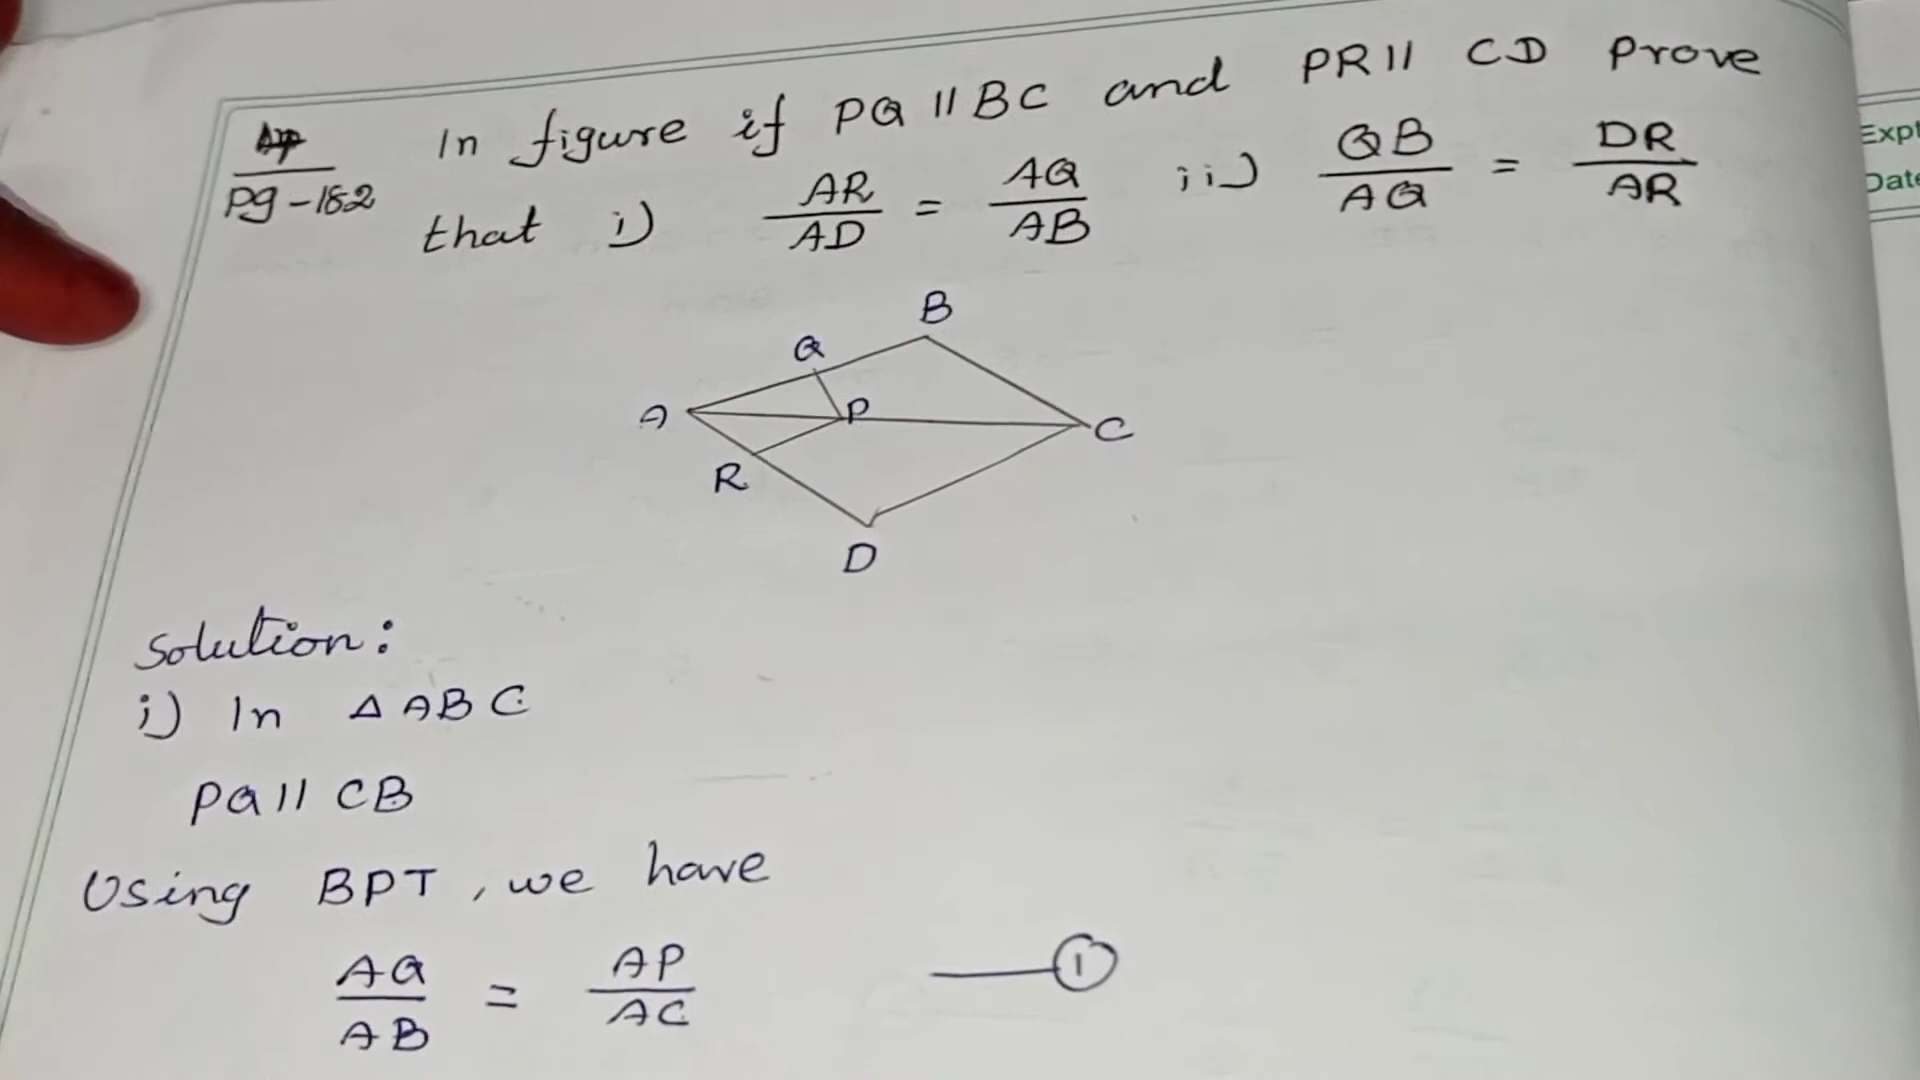 In figure if PQ || BC and PR || CD Prove
Pg-182
that i) AR/AD = AQ/AB ii) QB/AQ = DR/AR
B
Q
A
P
C
R
D
Solution:
i) In △ABC
PQ || CB
Using BPT, we have
AQ/AB = AP/AC —①
Date